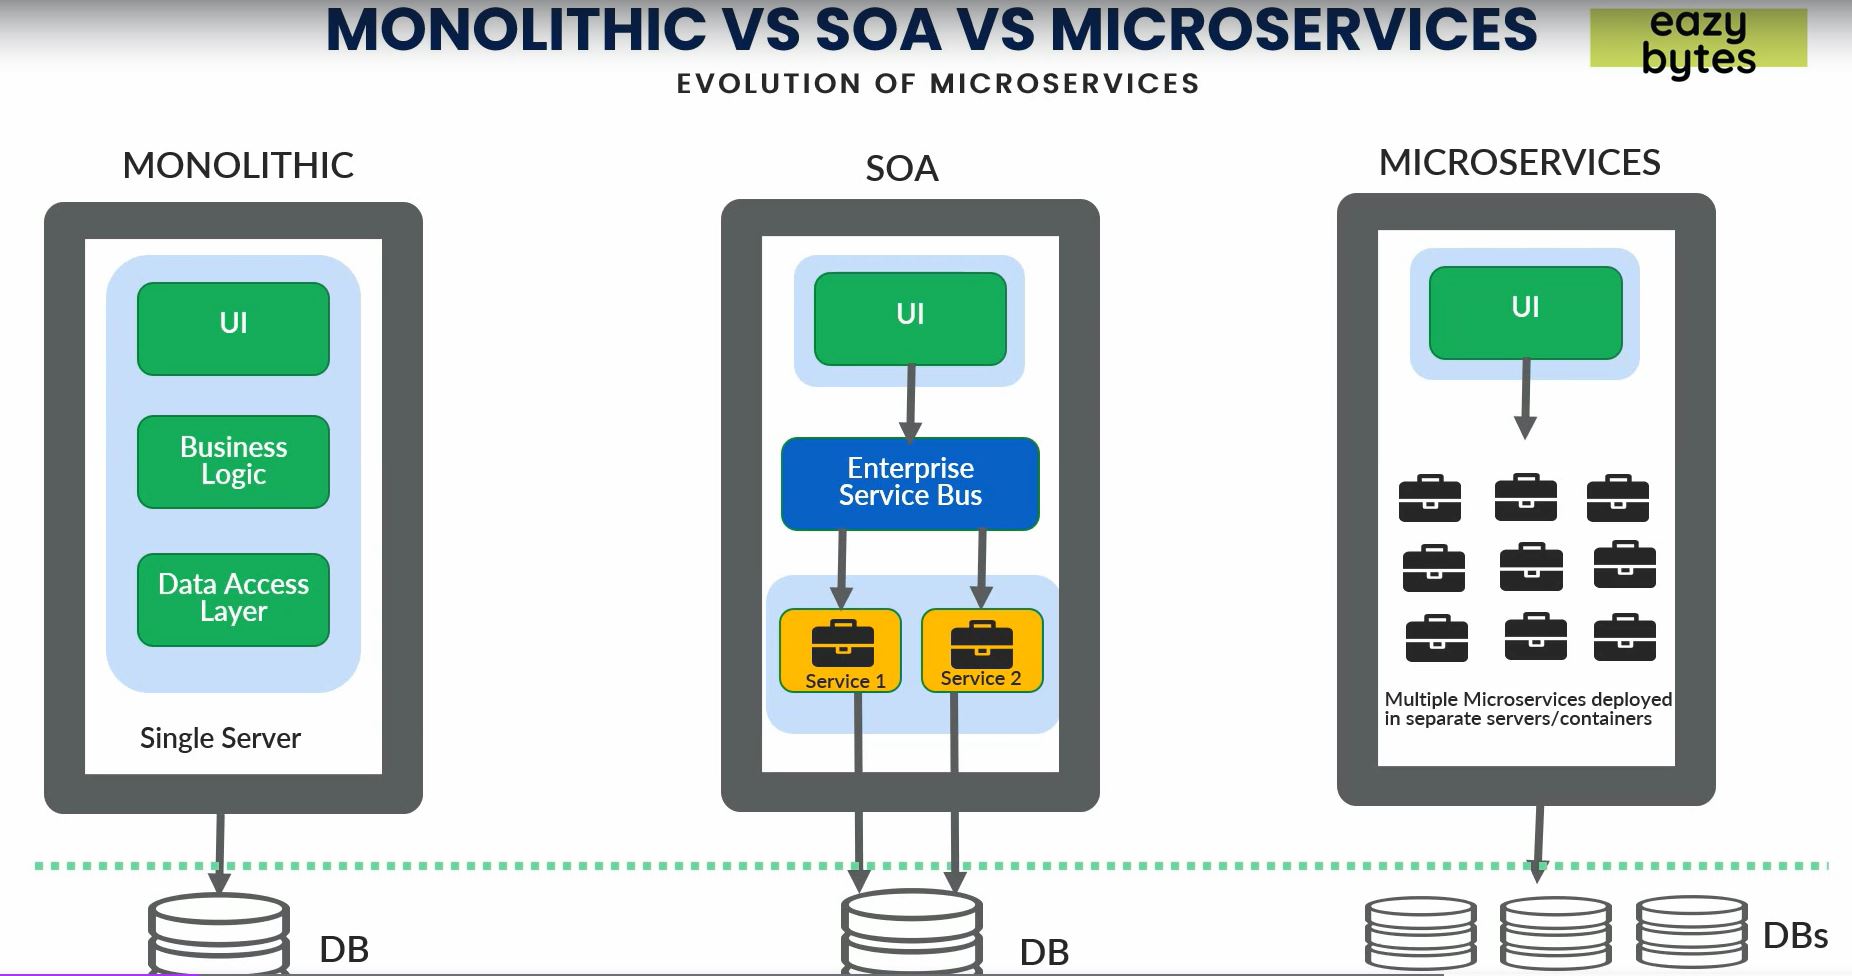 MONOLITHIC VS SOA VS MICROSERVICES
eazy
bytes
EVOLUTION OF MICROSERVICES
MONOLITHIC
UI
Business
Logic
Data Access
Layer
Single Server
DB
SOA
UI
Enterprise
Service Bus
Service 1
Service 2
DB
MICROSERVICES
UI
Multiple Microservices deployed
in separate servers/containers
DBs